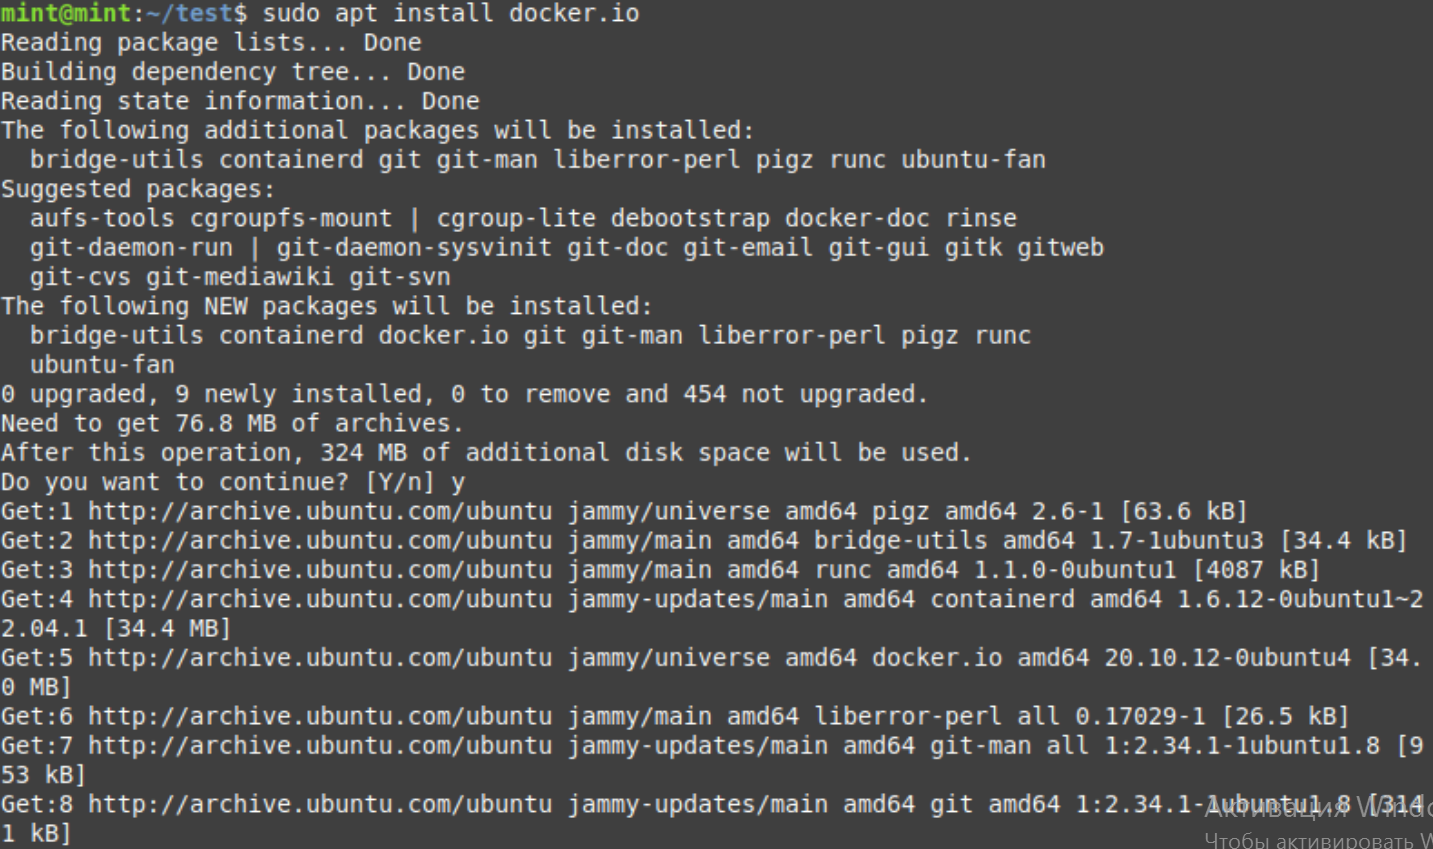 mint@mint:~/test$ sudo apt install docker.io
Reading package lists... Done
Building dependency tree... Done
Reading state information... Done
The following additional packages will be installed:
  bridge-utils containerd git git-man liberror-perl pigz runc ubuntu-fan
Suggested packages:
  aufs-tools cgroupfs-mount | cgroup-lite debootstrap docker-doc rinse
  git-daemon-run | git-daemon-sysvinit git-doc git-email git-gui gitk gitweb
  git-cvs git-mediawiki git-svn
The following NEW packages will be installed:
  bridge-utils containerd docker.io git git-man liberror-perl pigz runc
  ubuntu-fan
0 upgraded, 9 newly installed, 0 to remove and 454 not upgraded.
Need to get 76.8 MB of archives.
After this operation, 324 MB of additional disk space will be used.
Do you want to continue? [Y/n] y
Get:1 http://archive.ubuntu.com/ubuntu jammy/universe amd64 pigz amd64 2.6-1 [63.6 kB]
Get:2 http://archive.ubuntu.com/ubuntu jammy/main amd64 bridge-utils amd64 1.7-1ubuntu3 [34.4 kB]
Get:3 http://archive.ubuntu.com/ubuntu jammy/main amd64 runc amd64 1.1.0-0ubuntu1 [4087 kB]
Get:4 http://archive.ubuntu.com/ubuntu jammy-updates/main amd64 containerd amd64 1.6.12-0ubuntu1~2
2.04.1 [34.4 MB]
Get:5 http://archive.ubuntu.com/ubuntu jammy/universe amd64 docker.io amd64 20.10.12-0ubuntu4 [34.
0 MB]
Get:6 http://archive.ubuntu.com/ubuntu jammy/main amd64 liberror-perl all 0.17029-1 [26.5 kB]
Get:7 http://archive.ubuntu.com/ubuntu jammy-updates/main amd64 git-man all 1:2.34.1-1ubuntu1.8 [9
53 kB]
Get:8 http://archive.ubuntu.com/ubuntu jammy-updates/main amd64 git amd64 1:2.34.1-1ubuntu1.8 [314
1 kB]
Активация Windo
Чтобы активировать W